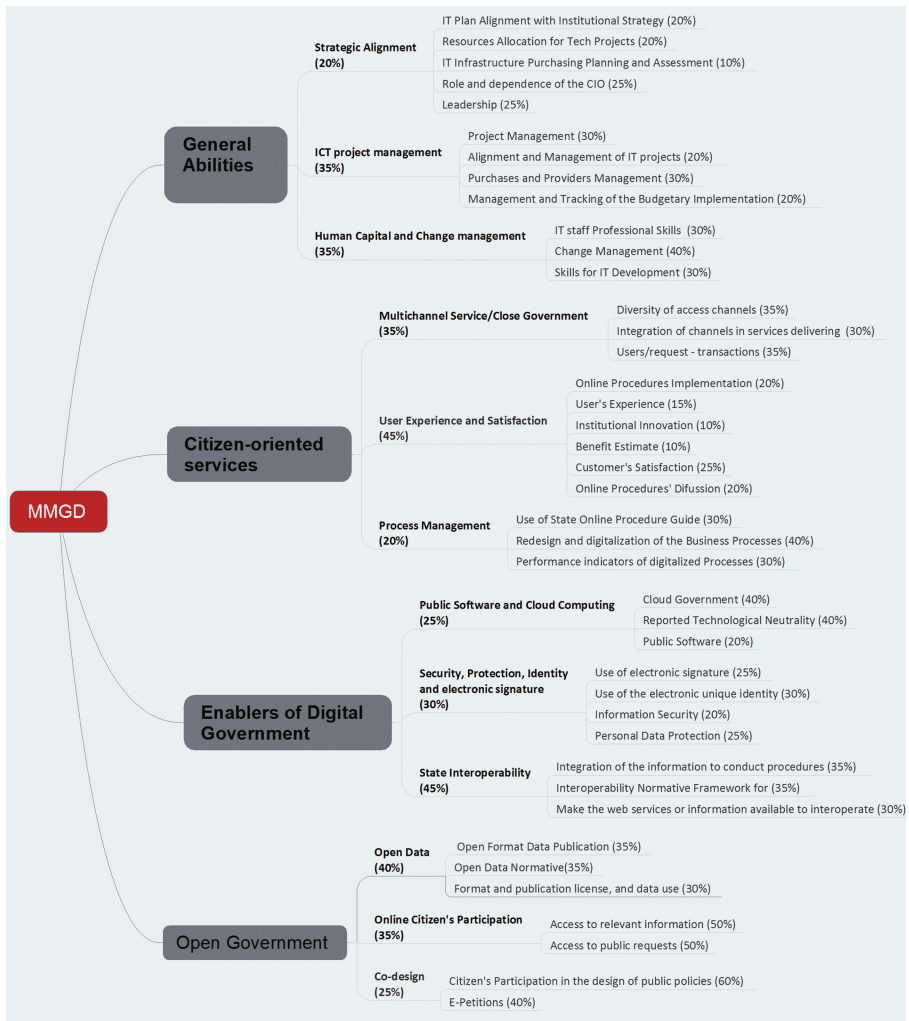 MMGD
General
Abilities
Strategic Alignment
(20%)
IT Plan Alignment with Institutional Strategy (20%)
Resources Allocation for Tech Projects (20%)
IT Infrastructure Purchasing Planning and Assessment (10%)
Role and dependence of the CIO (25%)
Leadership (25%)
ICT project management
(35%)
Project Management (30%)
Alignment and Management of IT projects (20%)
Purchases and Providers Management (30%)
Management and Tracking of the Budgetary Implementation (20%)
Human Capital and Change management
(35%)
IT staff Professional Skills (30%)
Change Management (40%)
Skills for IT Development (30%)
Citizen-oriented
services
Multichannel Service/Close Government
(35%)
Diversity of access channels (35%)
Integration of channels in services delivering (30%)
Users/request - transactions (35%)
User Experience and Satisfaction
(45%)
Online Procedures Implementation (20%)
User's Experience (15%)
Institutional Innovation (10%)
Benefit Estimate (10%)
Customer's Satisfaction (25%)
Online Procedures' Difussion (20%)
Process Management
(20%)
Use of State Online Procedure Guide (30%)
Redesign and digitalization of the Business Processes (40%)
Performance indicators of digitalized Processes (30%)
Enablers of Digital
Government
Public Software and Cloud Computing
(25%)
Cloud Government (40%)
Reported Technological Neutrality (40%)
Public Software (20%)
Security, Protection, Identity
and electronic signature
(30%)
Use of electronic signature (25%)
Use of the electronic unique identity (30%)
Information Security (20%)
Personal Data Protection (25%)
State Interoperability
(45%)
Integration of the information to conduct procedures (35%)
Interoperability Normative Framework for (35%)
Make the web services or information available to interoperate (30%)
Open Government
Open Data
(40%)
Open Format Data Publication (35%)
Open Data Normative(35%)
Format and publication license, and data use (30%)
Online Citizen's Participation
(35%)
Access to relevant information (50%)
Access to public requests (50%)
Co-design
(25%)
Citizen's Participation in the design of public policies (60%)
E-Petitions (40%)